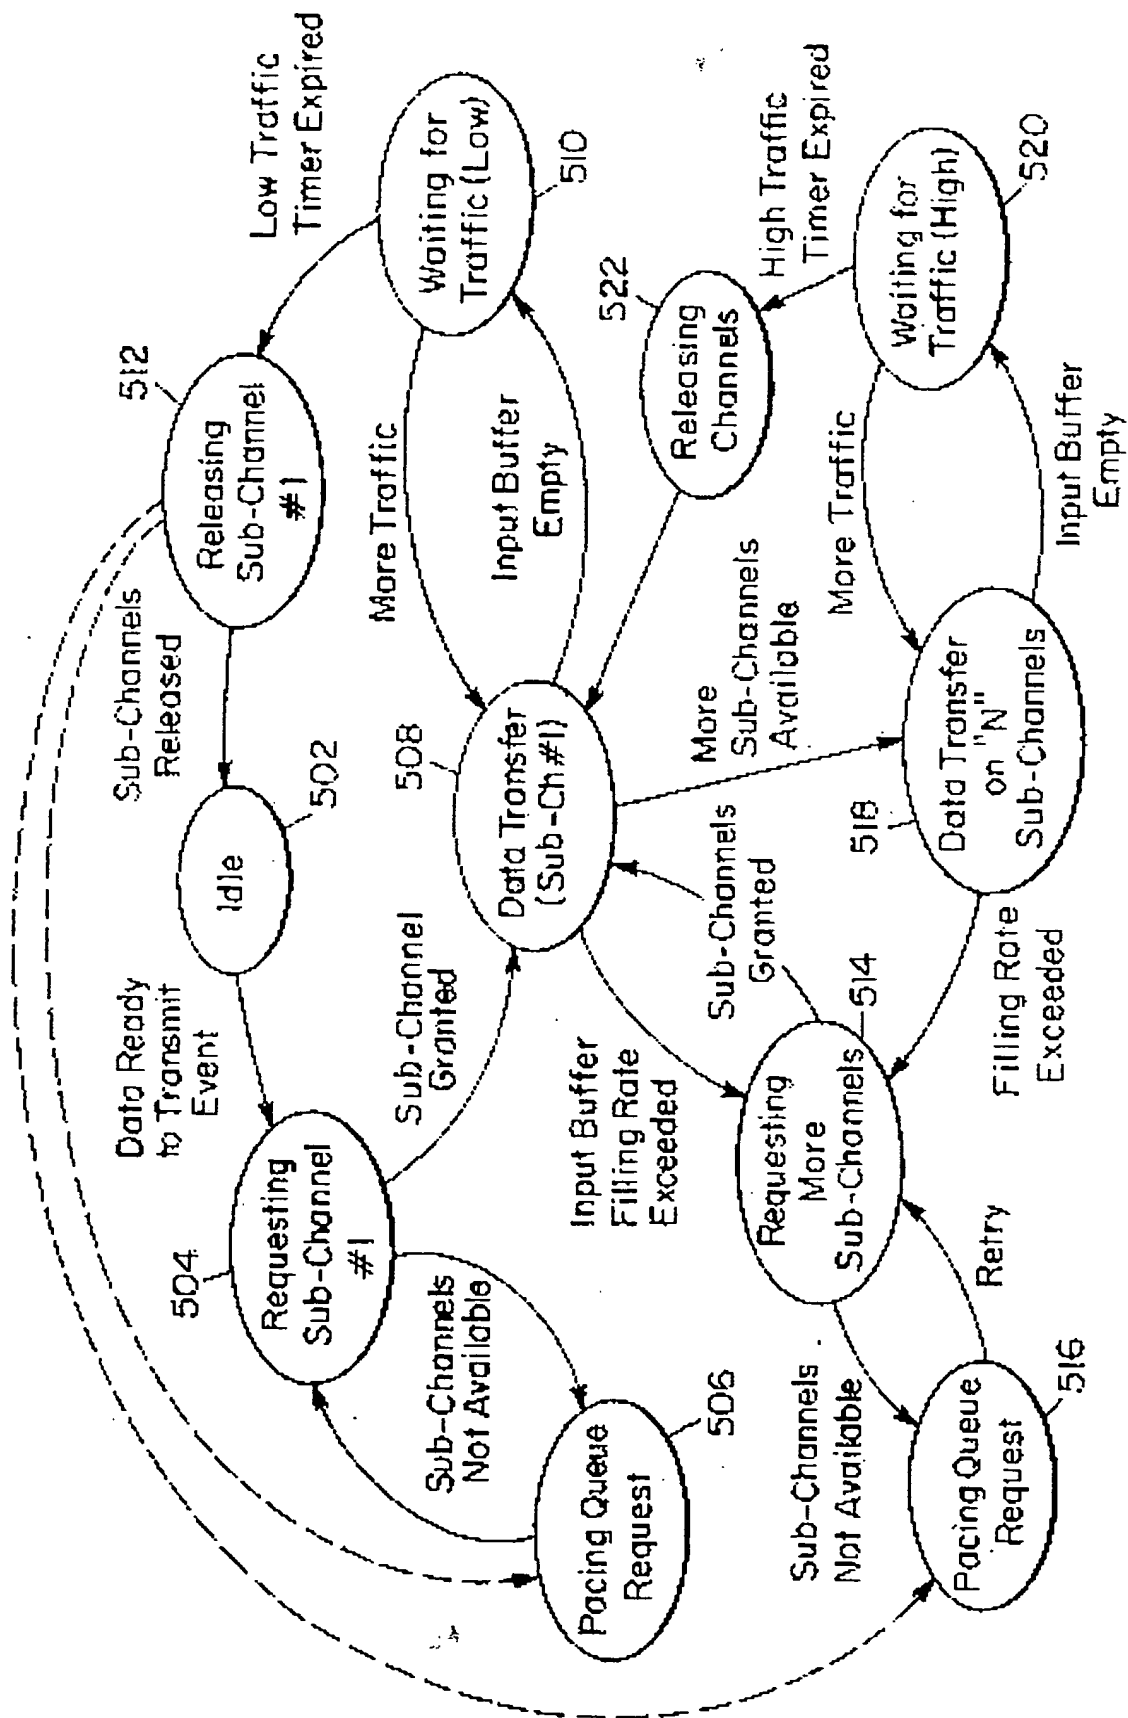 Sub-Channels
Released
512
Releasing
Sub-Channel
#1
Low Traffic
Timer Expired
Data Ready
to Transmit
Event
Idle
502
504
Requesting
Sub-Channel
#1
Sub-Channel
Granted
508
Data Transfer
(Sub-Ch#1)
More Traffic
Input Buffer
Empty
Waiting for
Traffic (Low)
510
Sub-Channels
Not Available
Pacing Queue
Request
506
Input Buffer
Filling Rate
Exceeded
Sub-Channels
Granted
More
Sub-Channels
Available
522
Releasing
Channels
High Traffic
Timer Expired
Requesting
More
Sub-Channels
514
Sub-Channels
Not Available
Retry
Pacing Queue
Request
516
Filling Rate
Exceeded
518
Data Transfer
on "N"
Sub-Channels
More Traffic
Input Buffer
Empty
Waiting for
Traffic (High)
520